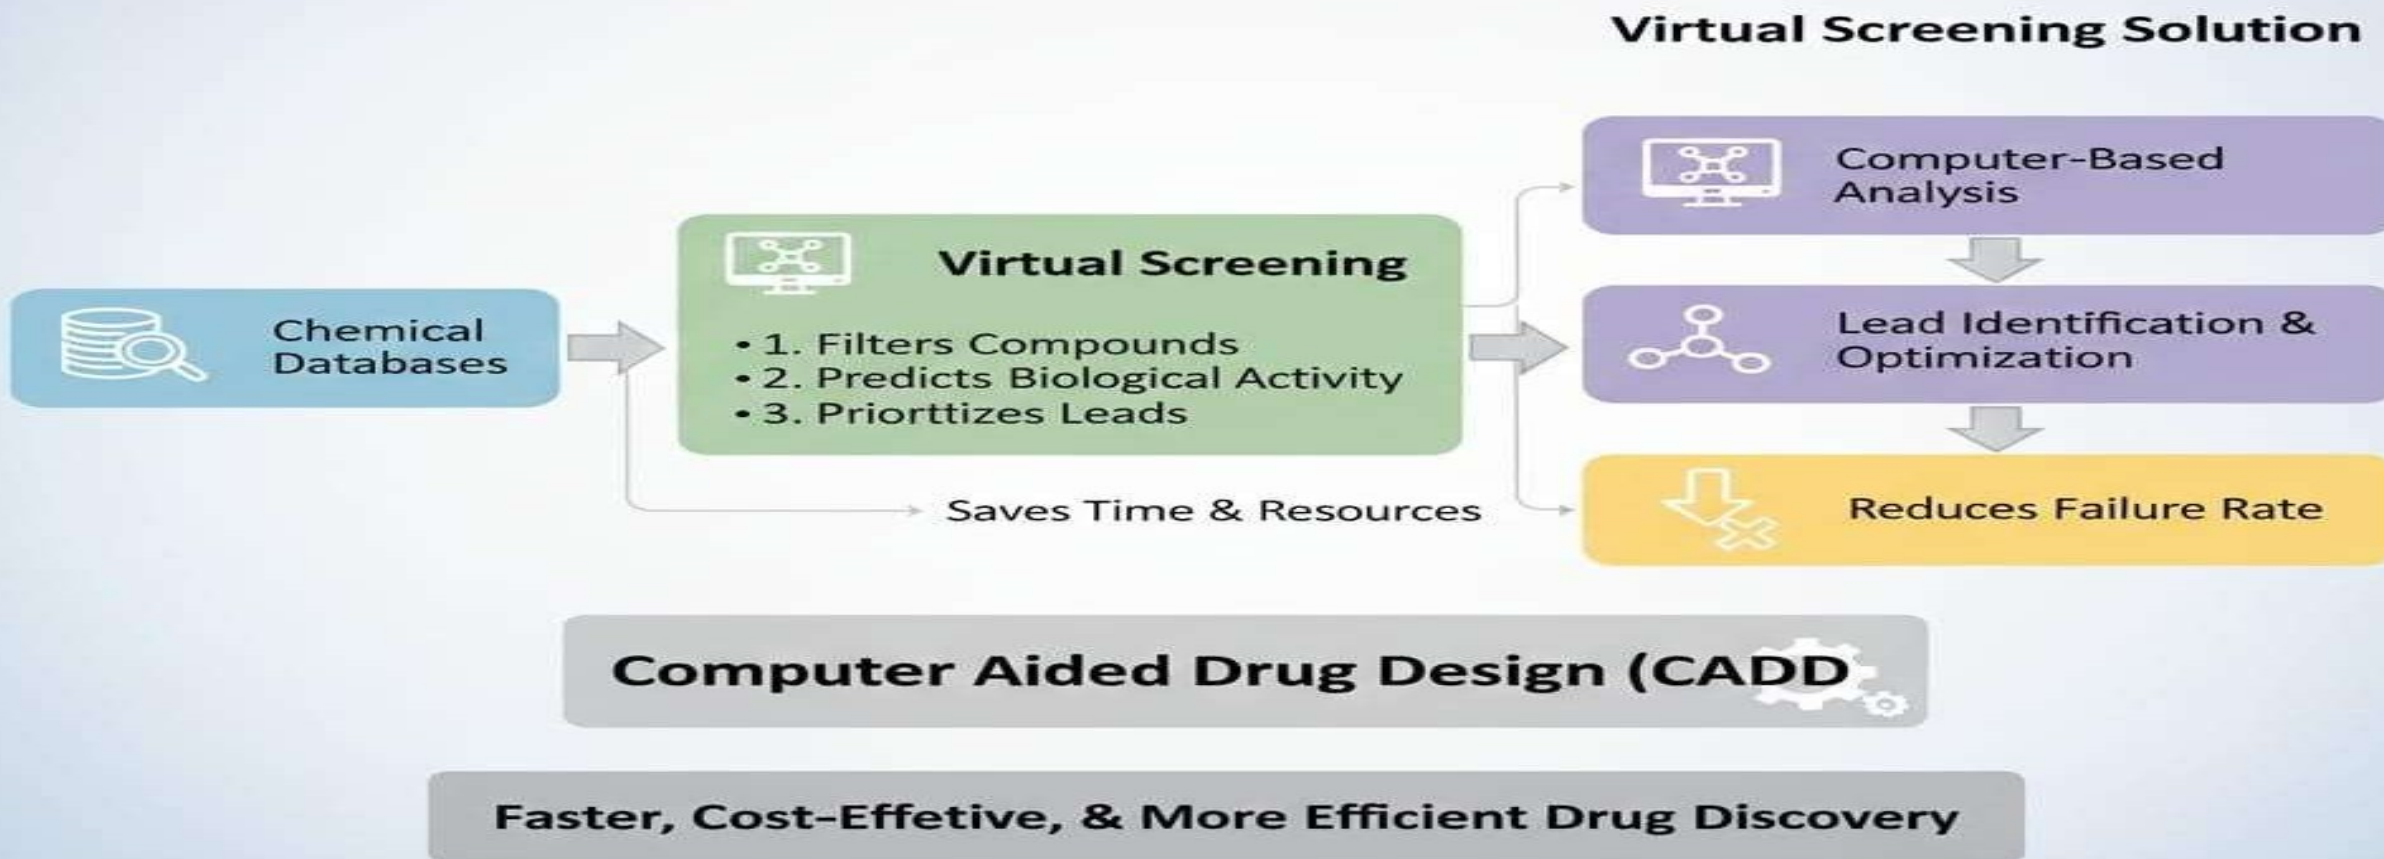 Virtual Screening Solution
Chemical
Databases
Virtual Screening
• 1. Filters Compounds
• 2. Predicts Biological Activity
• 3. Priorttizes Leads
Saves Time & Resources
Computer-Based
Analysis
Lead Identification &
Optimization
Reduces Failure Rate
Computer Aided Drug Design (CADD
Faster, Cost-Effetive, & More Efficient Drug Discovery